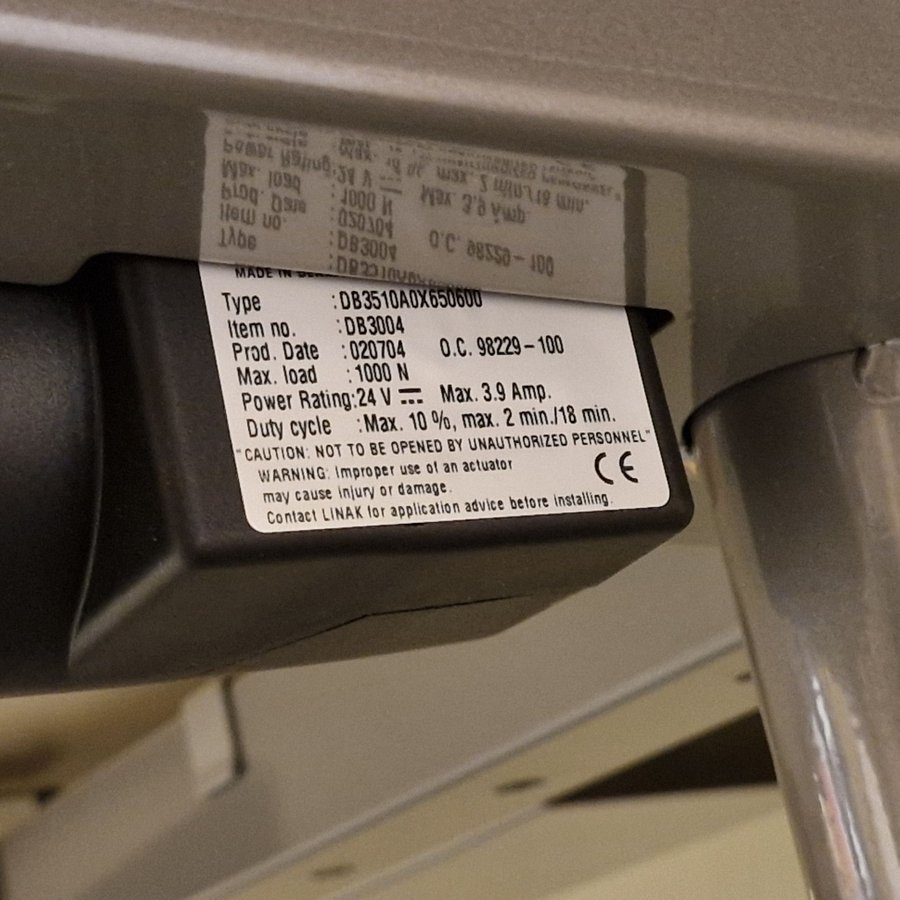 MADE IN
Type : DB3510A0X650600
Item no. : DB3004
Prod. Date : 020704 O.C. 98229-100
Max. load : 1000 N
Power Rating: 24 V ⎓ Max. 3.9 Amp.
Duty cycle : Max. 10 %, max. 2 min./18 min.
"CAUTION: NOT TO BE OPENED BY UNAUTHORIZED PERSONNEL"
WARNING: Improper use of an actuator
may cause injury or damage.
Contact LINAK for application advice before installing.
CE